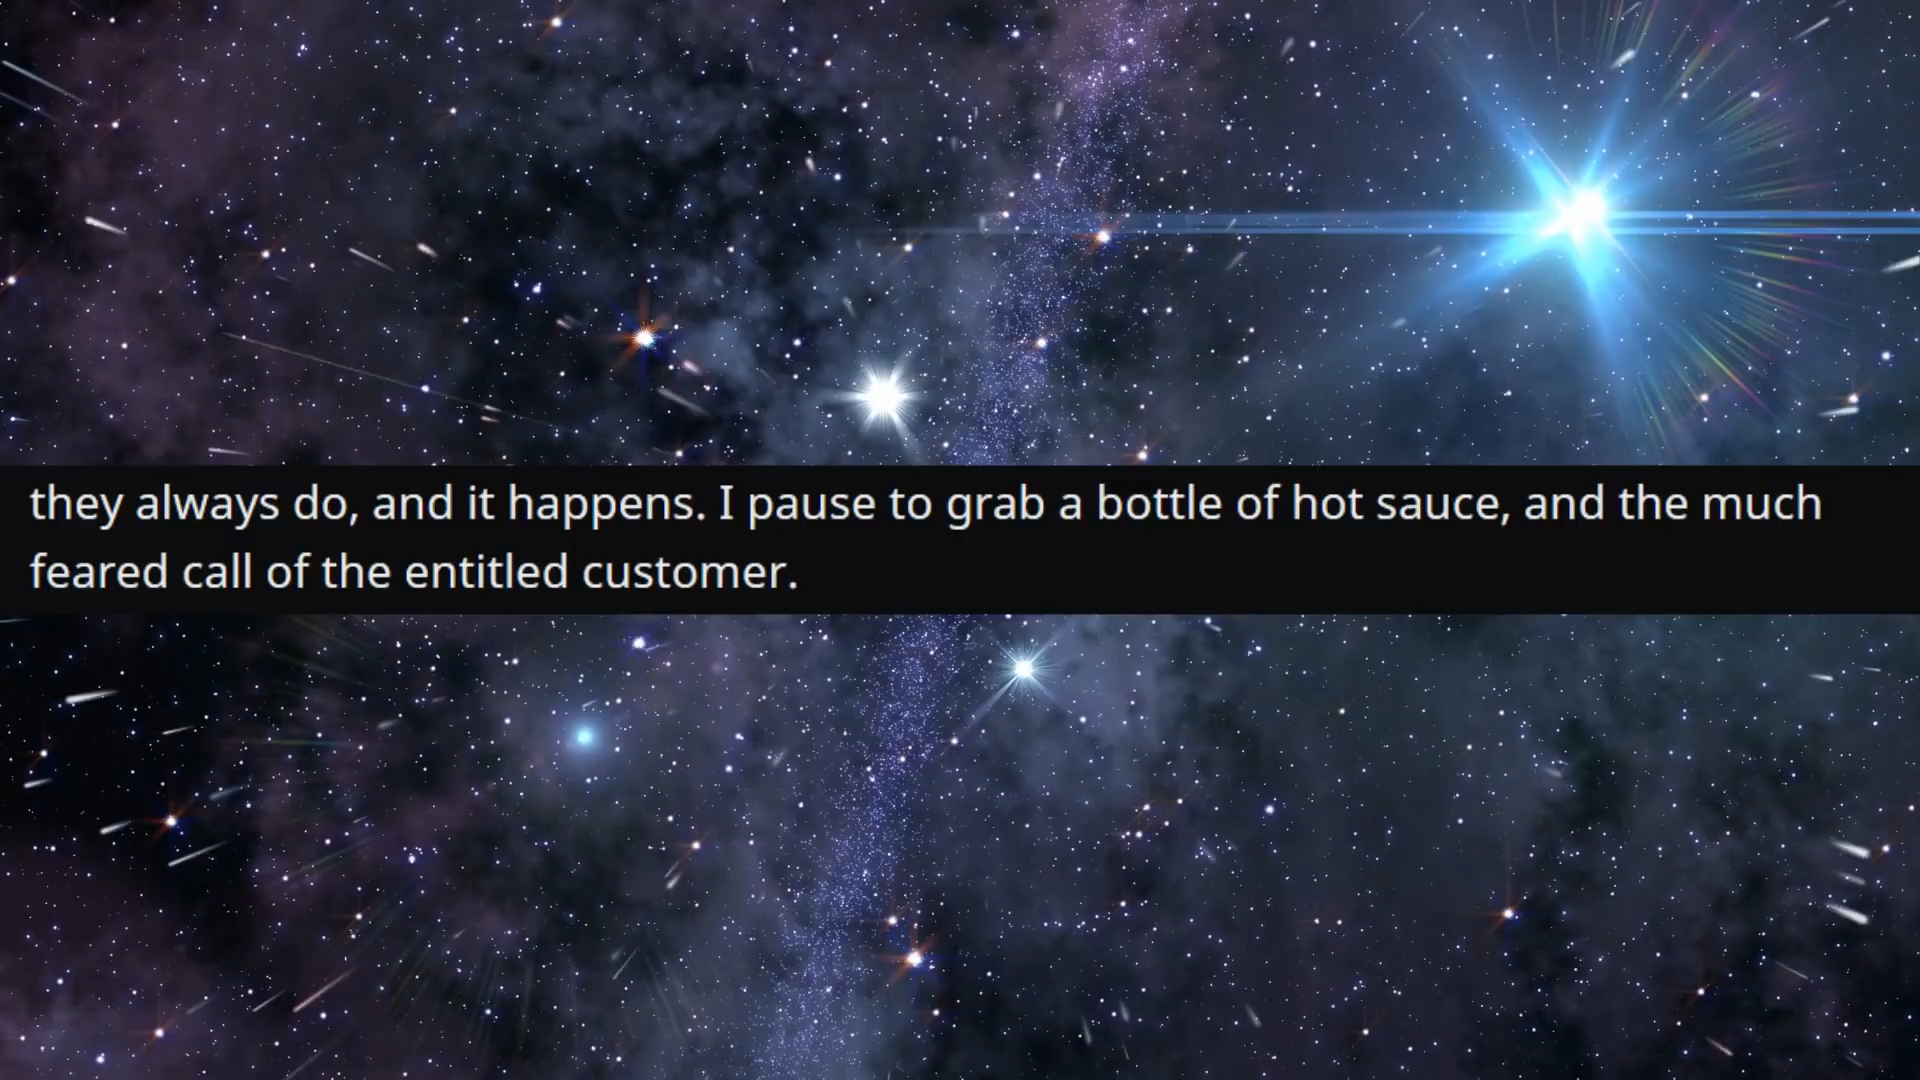 they always do, and it happens. I pause to grab a bottle of hot sauce, and the much
feared call of the entitled customer.